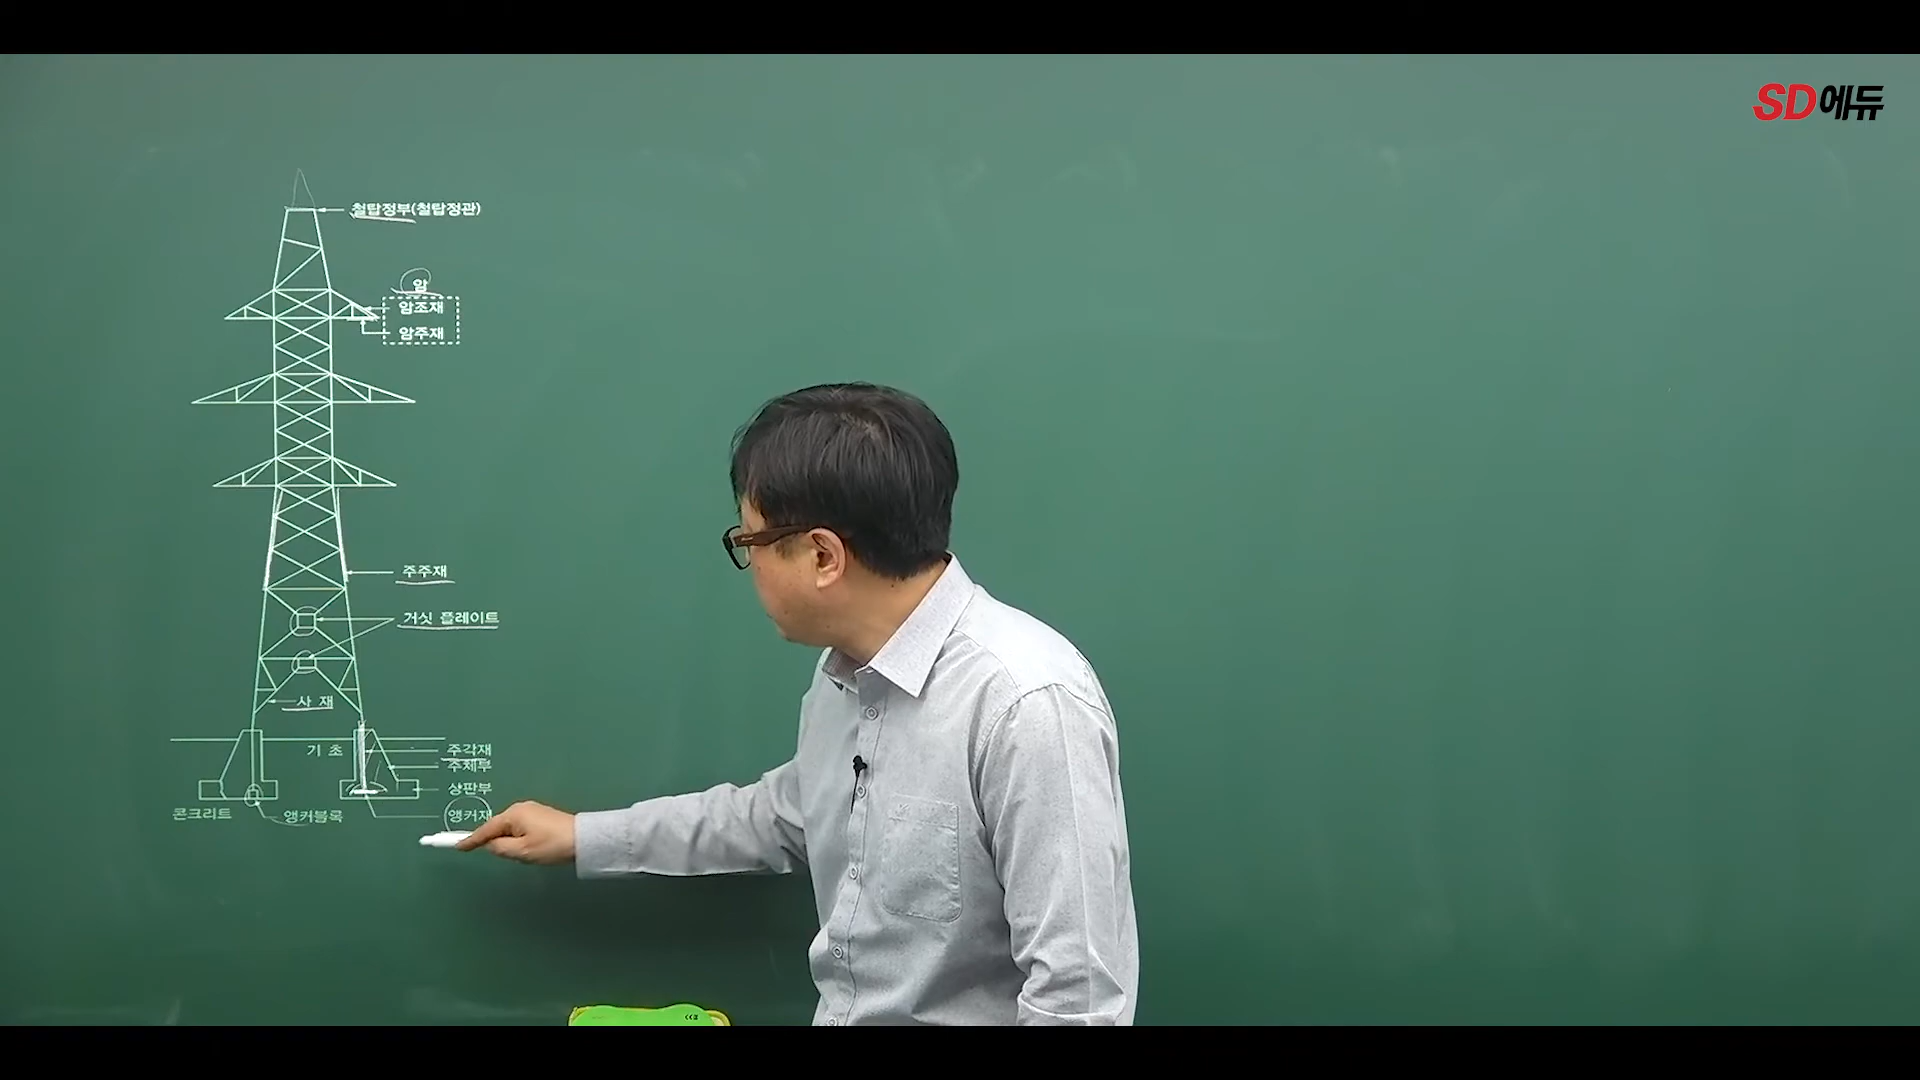 SD에듀
철탑정부(철탑정관)
암
암조재
암주재
주주재
거싯 플레이트
사 재
기 초
주각재
주체부
상판부
콘크리트
앵커블록
앵커재